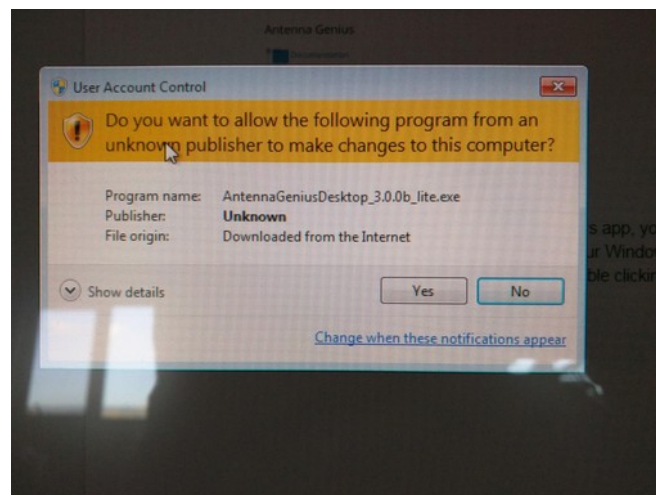 Antenna Genius
Documentation
User Account Control
Do you want to allow the following program from an
unknown publisher to make changes to this computer?
Program name: AntennaGeniusDesktop_3.0.0b_lite.exe
Publisher: Unknown
File origin: Downloaded from the Internet
s app, yo
ur Windo
ble clickin
Show details
Yes
No
Change when these notifications appear